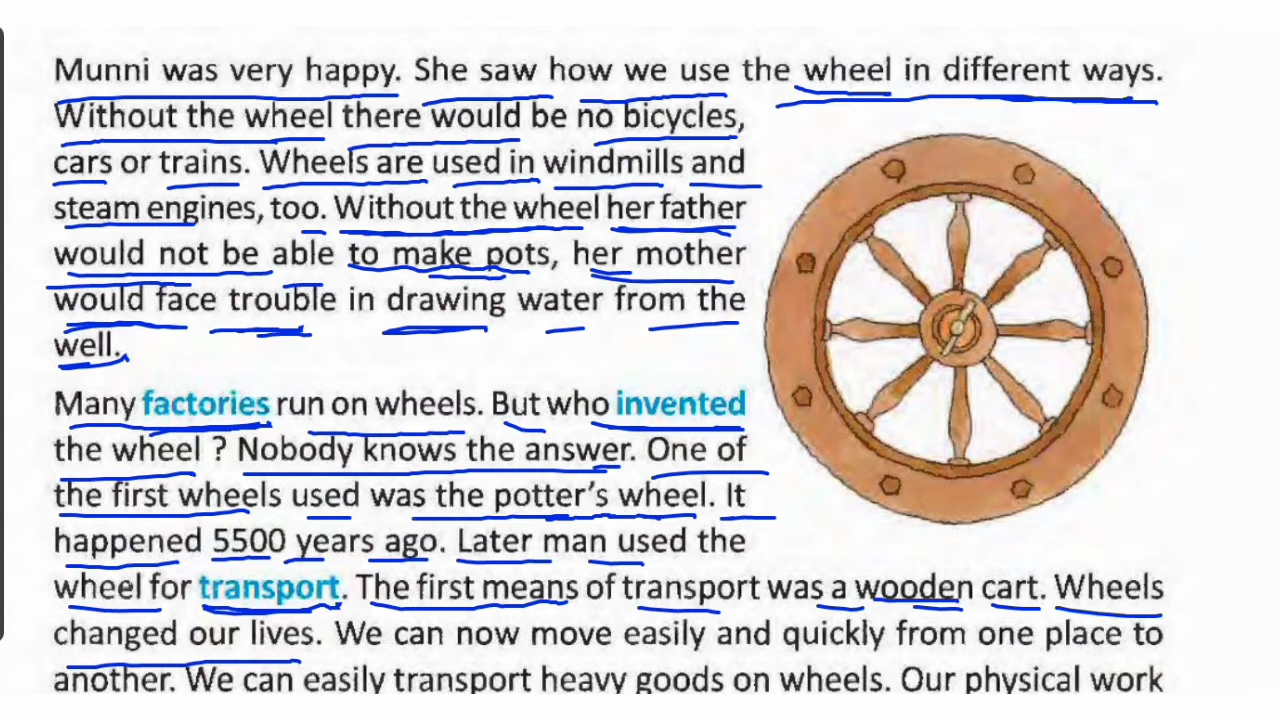 Munni was very happy. She saw how we use the wheel in different ways.
Without the wheel there would be no bicycles,
cars or trains. Wheels are used in windmills and
steam engines, too. Without the wheel her father
would not be able to make pots, her mother
would face trouble in drawing water from the
well.
Many factories run on wheels. But who invented
the wheel ? Nobody knows the answer. One of
the first wheels used was the potter's wheel. It
happened 5500 years ago. Later man used the
wheel for transport. The first means of transport was a wooden cart. Wheels
changed our lives. We can now move easily and quickly from one place to
another. We can easily transport heavy goods on wheels. Our physical work